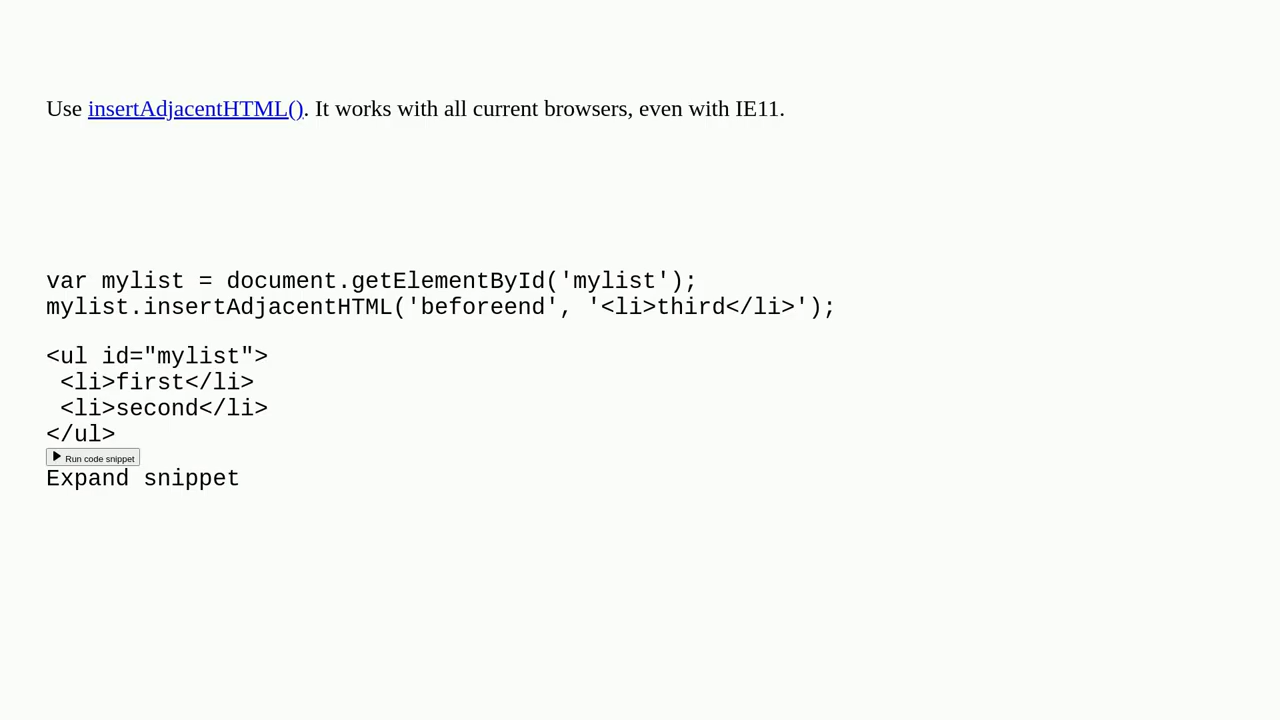 Use insertAdjacentHTML(). It works with all current browsers, even with IE11.
var mylist = document.getElementById('mylist');
mylist.insertAdjacentHTML('beforeend', '<li>third</li>');
<ul id="mylist">
 <li>first</li>
 <li>second</li>
</ul>
Run code snippet
Expand snippet